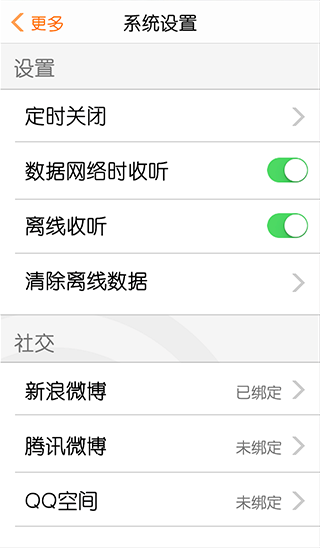 更多 系统设置
设置
定时关闭
数据网络时收听
离线收听
清除离线数据
社交
新浪微博 已绑定
腾讯微博 未绑定
QQ空间 未绑定